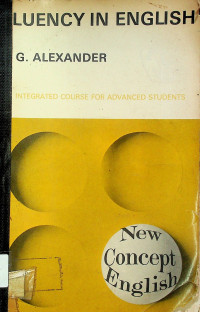 LUENCY IN ENGLISH
G. ALEXANDER
INTEGRATED COURSE FOR ADVANCED STUDENTS
New
Concept
English